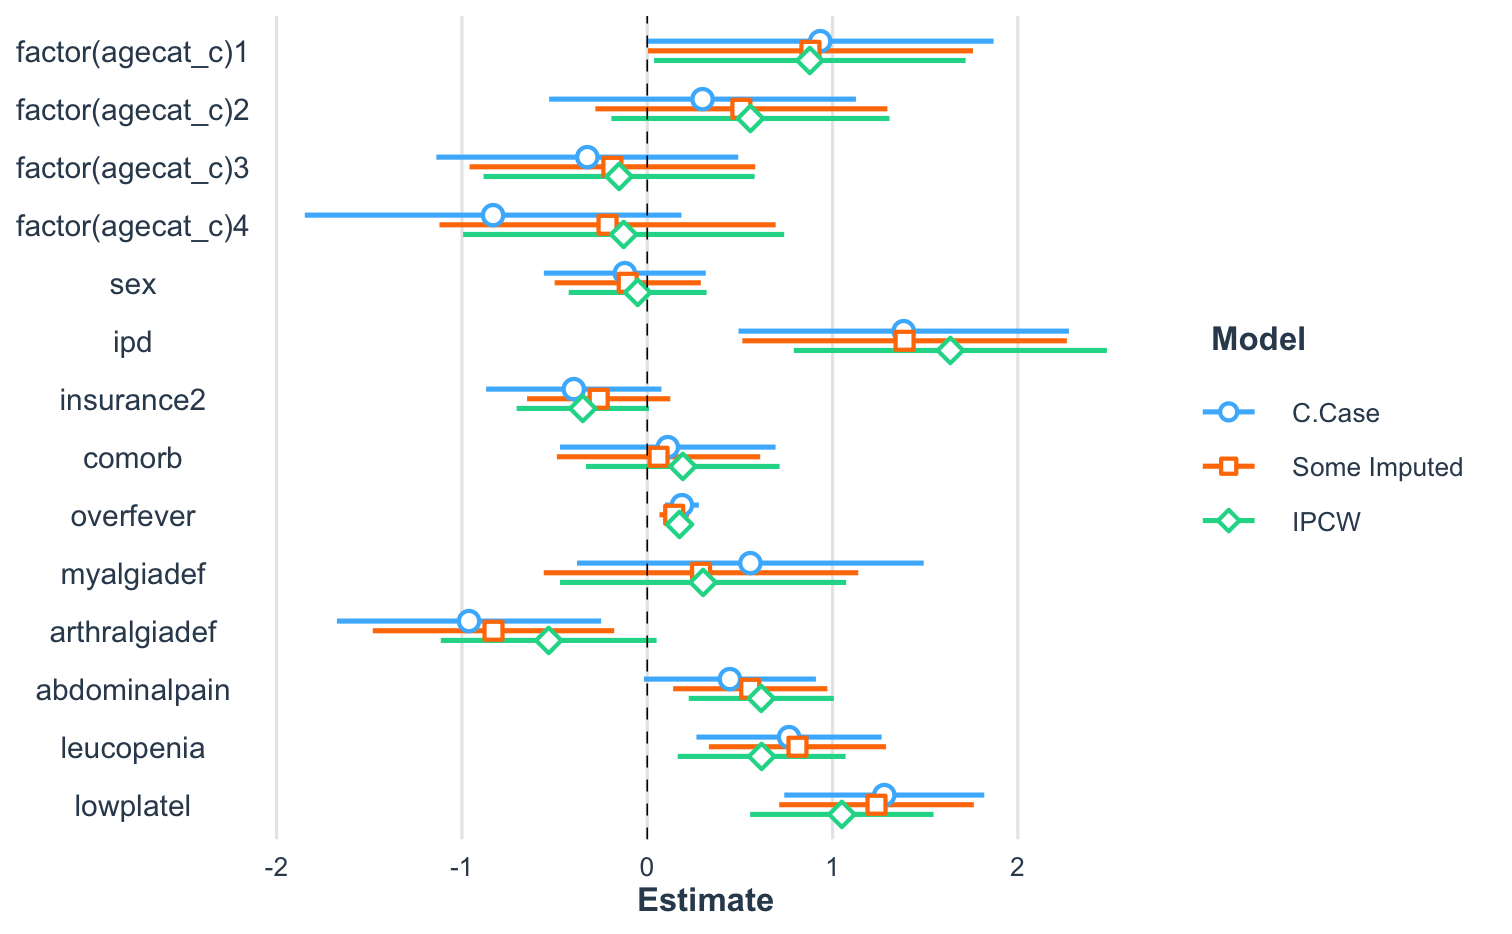 factor(agecat_c)1
factor(agecat_c)2
factor(agecat_c)3
factor(agecat_c)4
sex
ipd
insurance2
comorb
overfever
myalgiadef
arthralgiadef
abdominalpain
leucopenia
lowplatel
-2 -1 0 1 2
Estimate
Model
C.Case
Some Imputed
IPCW